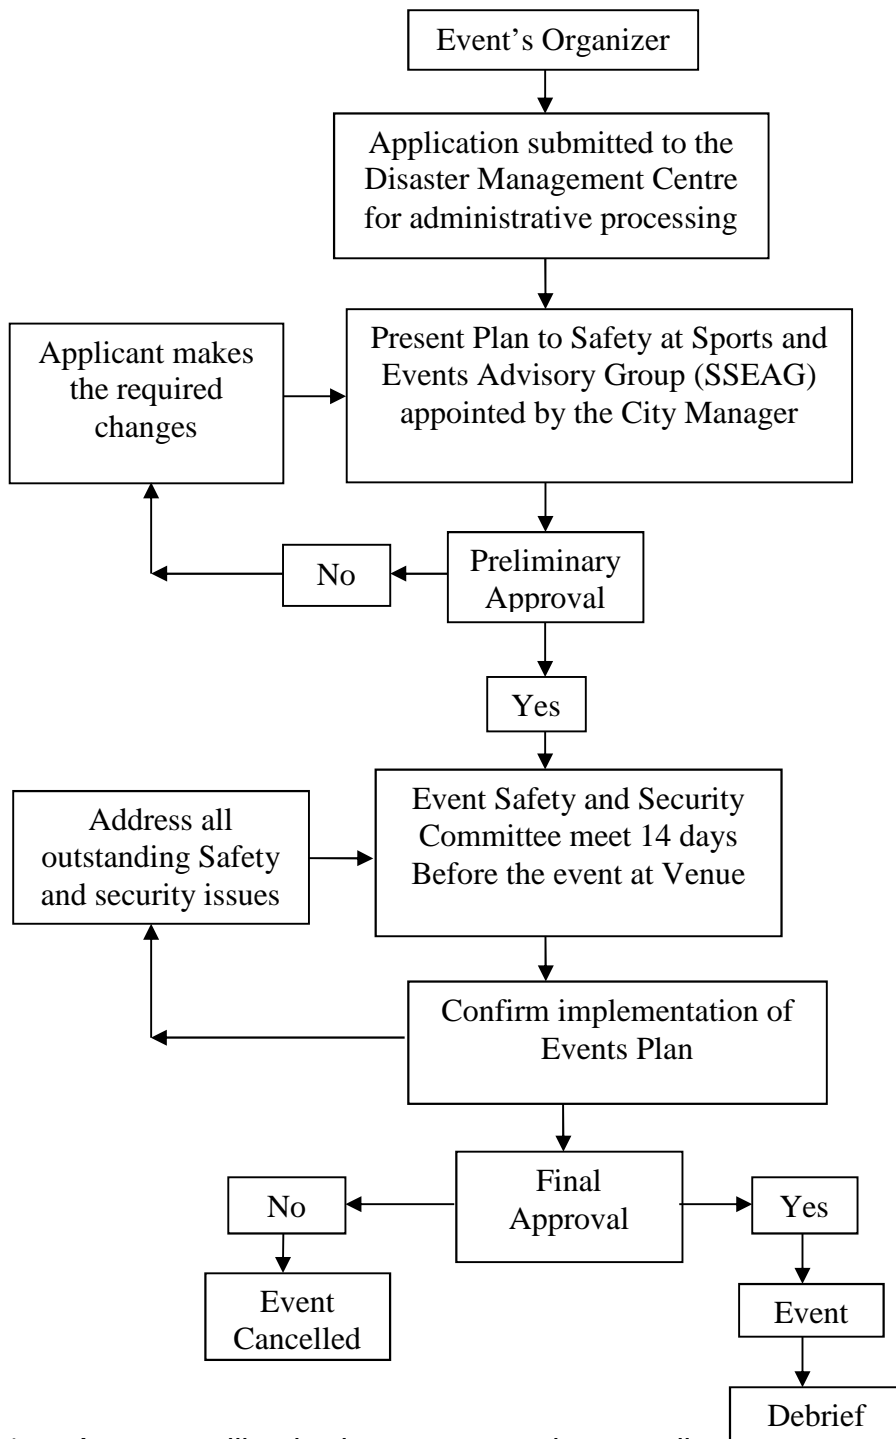 Event's Organizer
Application submitted to the
Disaster Management Centre
for administrative processing
Present Plan to Safety at Sports and
Events Advisory Group (SSEAG)
appointed by the City Manager
Applicant makes
the required
changes
Preliminary
Approval
No
Yes
Event Safety and Security
Committee meet 14 days
Before the event at Venue
Address all
outstanding Safety
and security issues
Confirm implementation of
Events Plan
Final
Approval
No
Yes
Event
Cancelled
Event
Debrief